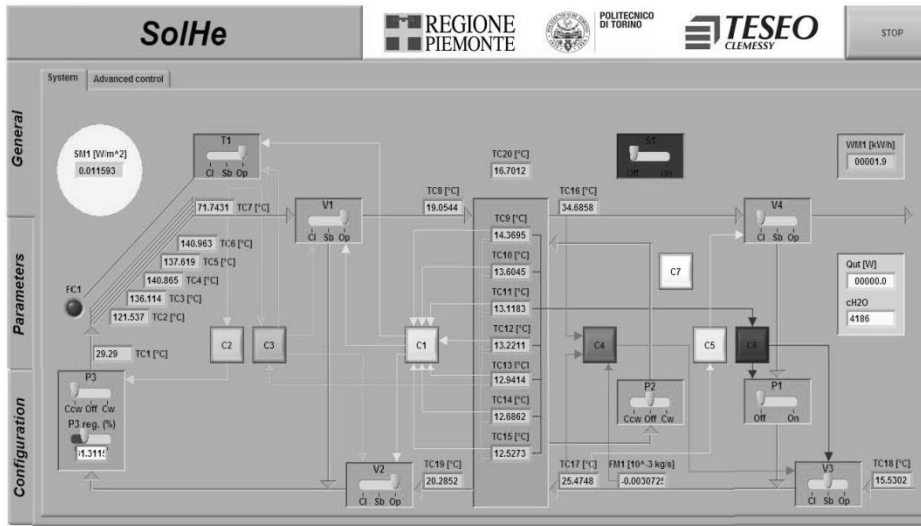 SolHe
REGIONE
PIEMONTE
POLITECNICO
DI TORINO
TESEO
CLEMESSY
STOP
General
Parameters
Configuration
System
Advanced control
SM1 [W/m^2]
0.011593
T1
Cl Sb Op
TC20 [°C]
16.7012
S1
Off On
WM1 [kW/h]
00001.9
71.7431 TC7 [°C]
V1
Cl Sb Op
TC8 [°C]
19.0544
TC16 [°C]
34.6858
V4
Cl Sb Op
140.963 TC6 [°C]
137.619 TC5 [°C]
140.865 TC4 [°C]
136.114 TC3 [°C]
121.537 TC2 [°C]
FC1
TC9 [°C]
14.3695
TC10 [°C]
13.6045
TC11 [°C]
13.1183
TC12 [°C]
13.2211
TC13 [°C]
12.9414
TC14 [°C]
12.6862
TC15 [°C]
12.5273
C7
Qut [W]
00000.0
cH2O
4186
C2
C3
C1
C4
C5
C6
29.29 TC1 [°C]
P3
Ccw Off Cw
P3 reg. (%)
P2
Ccw Off Cw
P1
Off On
V2
Cl Sb Op
TC19 [°C]
20.2852
TC17 [°C]
25.4748
FM1 [10^-3 kg/s]
-0.003072
V3
Cl Sb Op
TC18 [°C]
15.5302